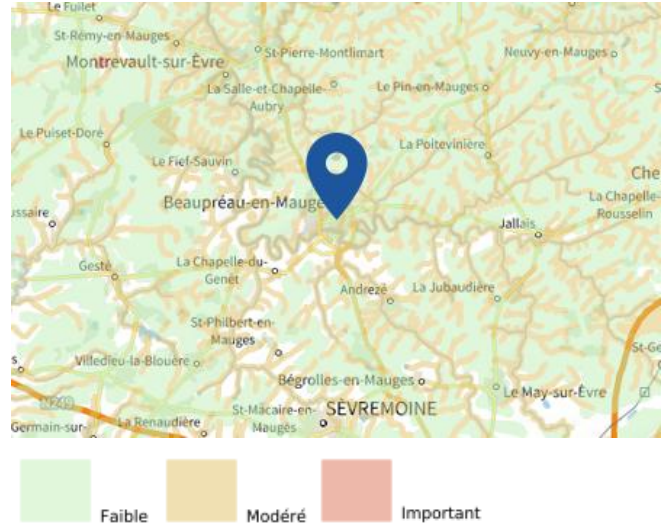 Le Fuilet
St-Rémy-en-Mauges
St-Pierre-Montlimart
Neuvy-en-Mauges
Montrevault-sur-Èvre
La Salle-et-Chapelle-
Aubry
Le Pin-en-Mauges
Le Puiset-Doré
La Poitevinière
Le Fief-Sauvin
Che
La Chapelle-
Rousselin
Beaupréau-en-Mauge
ussaire
Jallais
Gesté
La Chapelle-du-
Genêt
Andrezé
La Jubaudière
St-Philbert-en-
Mauges
St-Ge
Villedieu-la-Blouère
s
Bégrolles-en-Mauges
Le May-sur-Èvre
N249
St-Macaire-en-
Mauges
SÈVREMOINE
La Renaudière
Germain-sur-
Faible
Modéré
Important